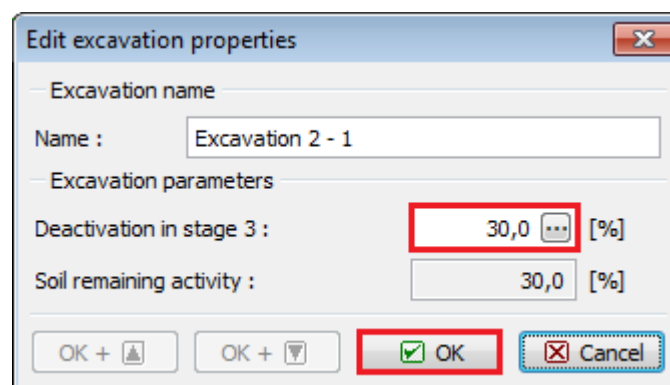 Edit excavation properties
Excavation name
Name : Excavation 2 - 1
Excavation parameters
Deactivation in stage 3 : 30,0 ... [%]
Soil remaining activity : 30,0 [%]
OK + OK + OK Cancel